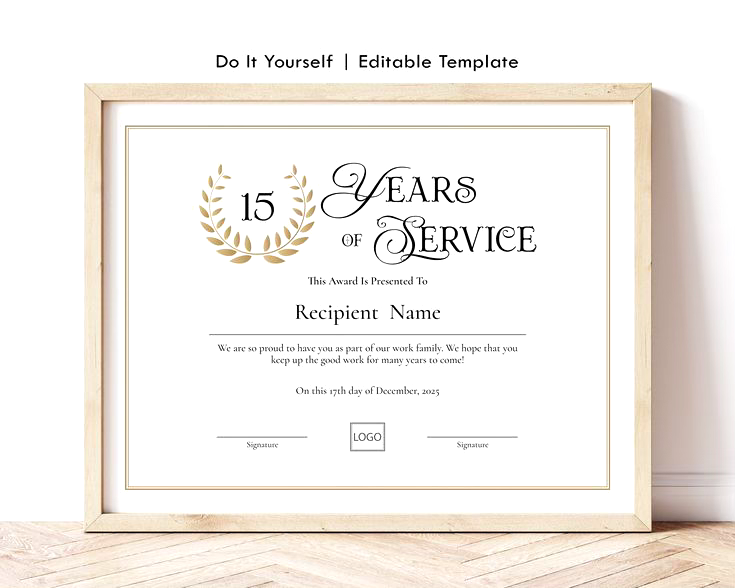 Do It Yourself | Editable Template
15
YEARS
OF SERVICE
This Award Is Presented To
Recipient Name
We are so proud to have you as part of our work family. We hope that you
keep up the good work for many years to come!
On this 17th day of December, 2025
LOGO
Signature
Signature